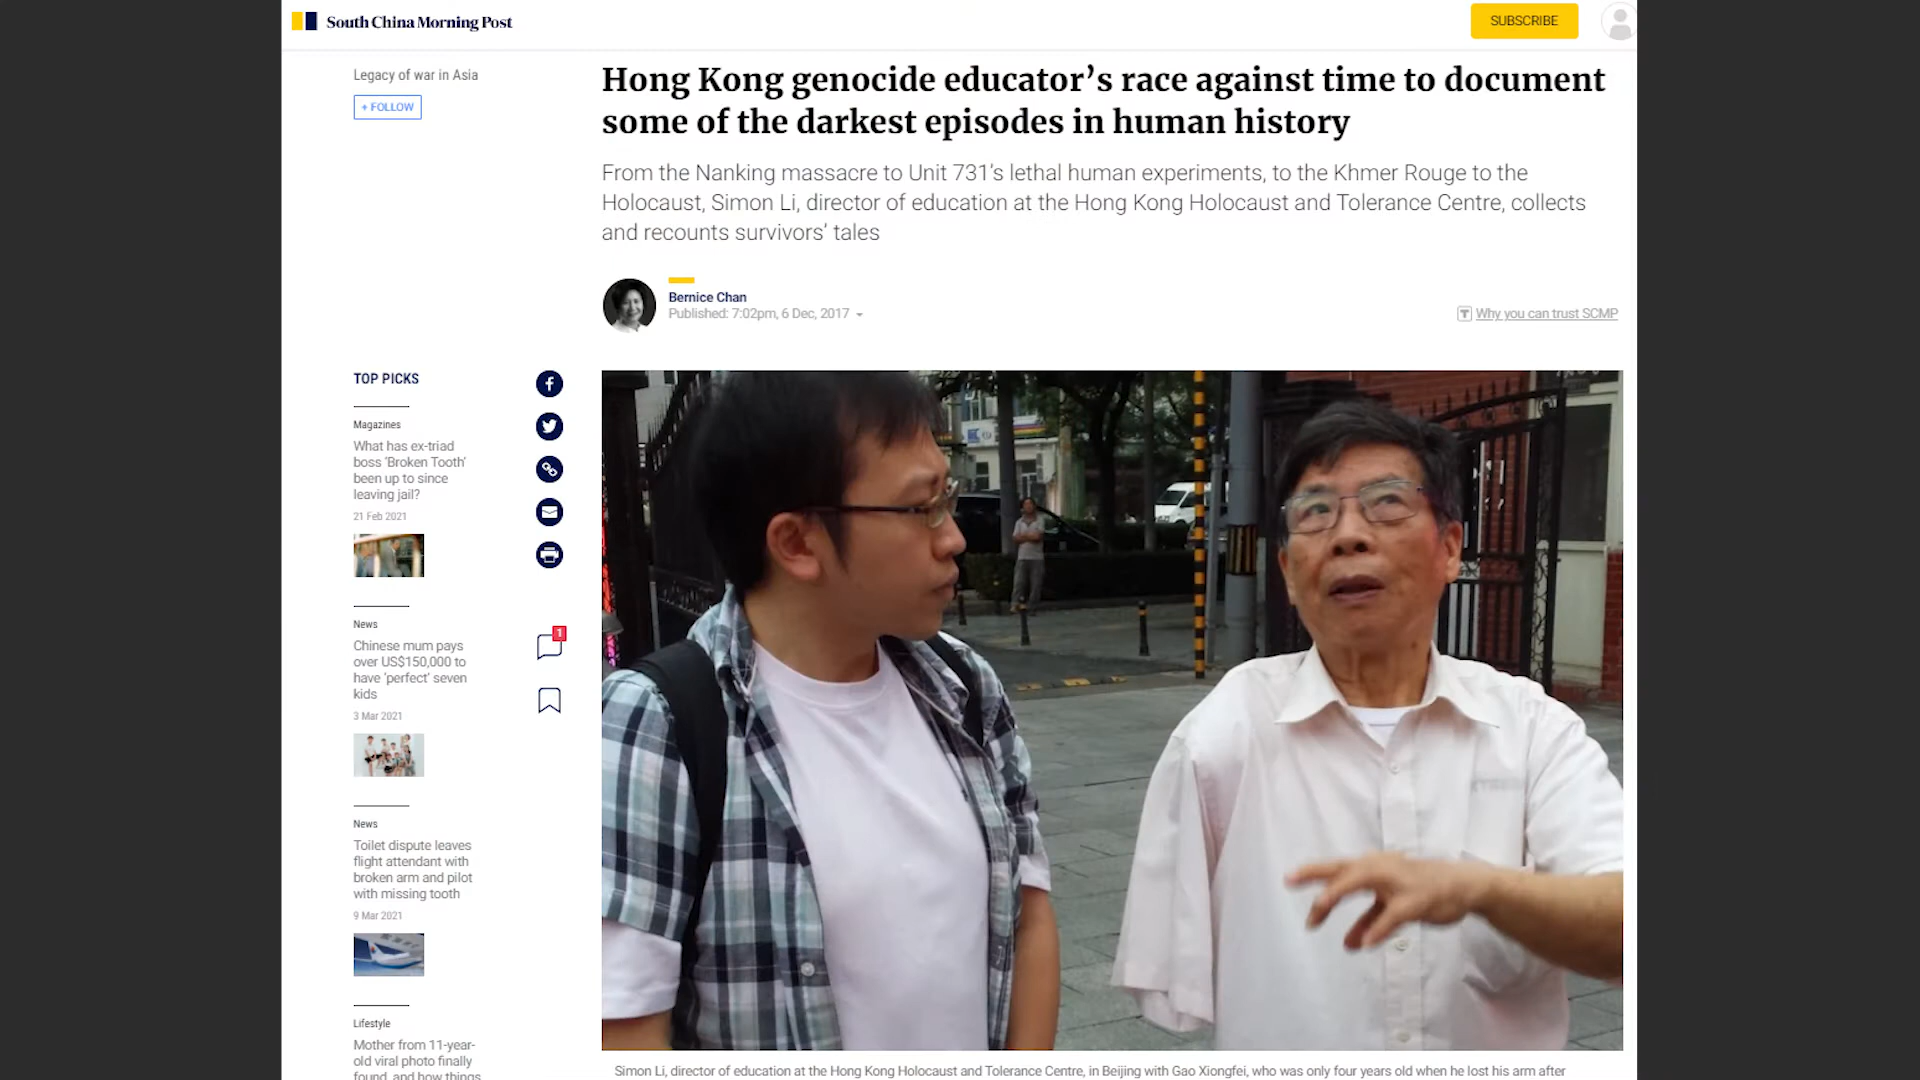 South China Morning Post
SUBSCRIBE
Legacy of war in Asia
+ FOLLOW
Hong Kong genocide educator’s race against time to document
some of the darkest episodes in human history
From the Nanking massacre to Unit 731’s lethal human experiments, to the Khmer Rouge to the
Holocaust, Simon Li, director of education at the Hong Kong Holocaust and Tolerance Centre, collects
and recounts survivors’ tales
Bernice Chan
Published: 7:02pm, 6 Dec, 2017
Why you can trust SCMP
TOP PICKS
Magazines
What has ex-triad
boss ‘Broken Tooth’
been up to since
leaving jail?
21 Feb 2021
News
Chinese mum pays
over US$150,000 to
have ‘perfect’ seven
kids
3 Mar 2021
News
Toilet dispute leaves
flight attendant with
broken arm and pilot
with missing tooth
9 Mar 2021
Lifestyle
Mother from 11-year-
old viral photo finally
found, and how things
1
Simon Li, director of education at the Hong Kong Holocaust and Tolerance Centre, in Beijing with Gao Xiongfei, who was only four years old when he lost his arm after